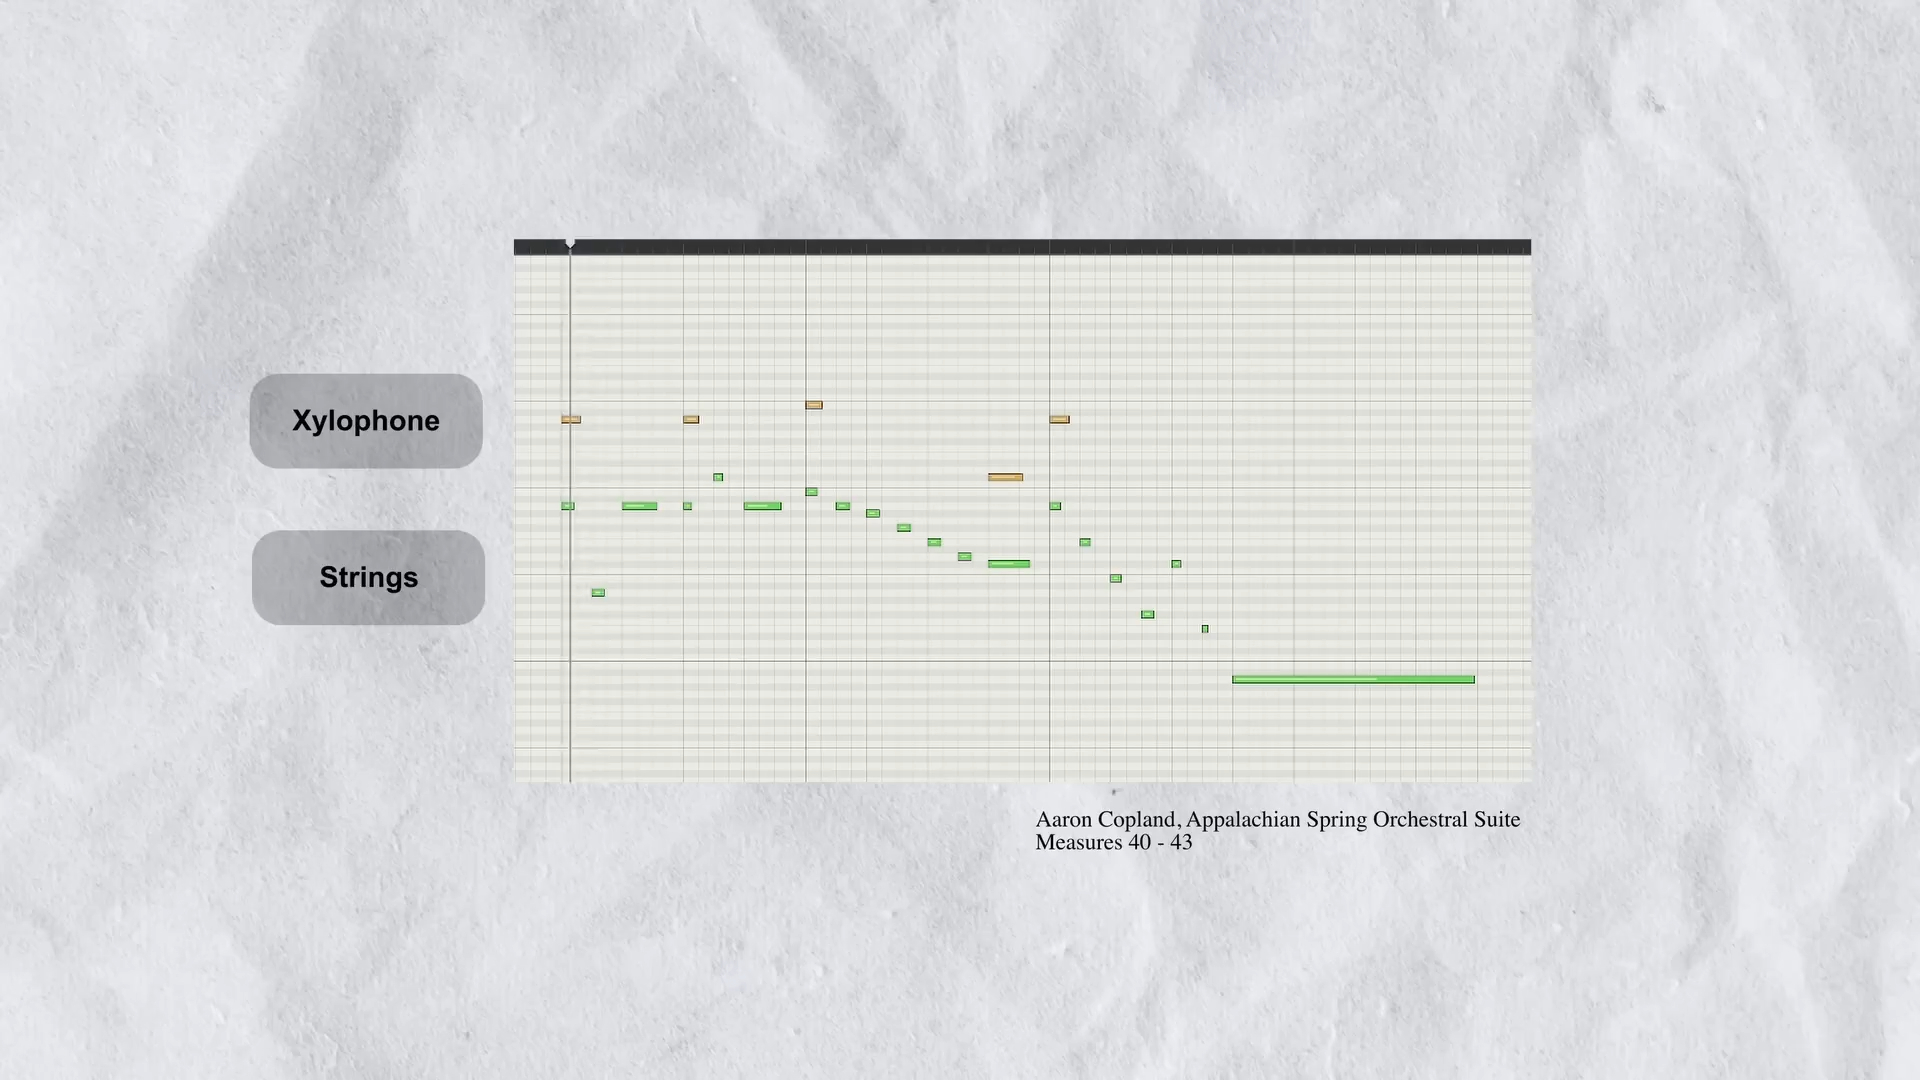 Xylophone
Strings
Aaron Copland, Appalachian Spring Orchestral Suite
Measures 40 - 43